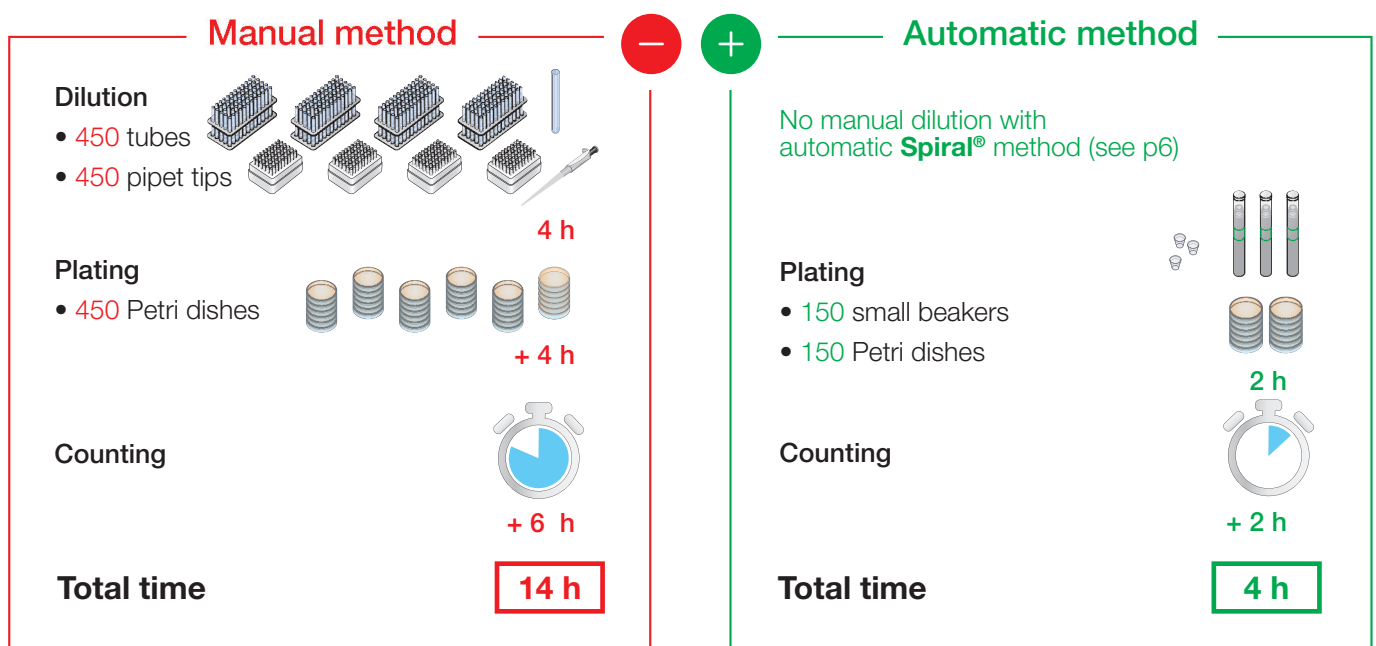 Manual method
−
Dilution
• 450 tubes
• 450 pipet tips
4 h
Plating
• 450 Petri dishes
+ 4 h
Counting
+ 6 h
Total time
14 h
+
Automatic method
No manual dilution with
automatic Spiral® method (see p6)
Plating
• 150 small beakers
• 150 Petri dishes
2 h
Counting
+ 2 h
Total time
4 h